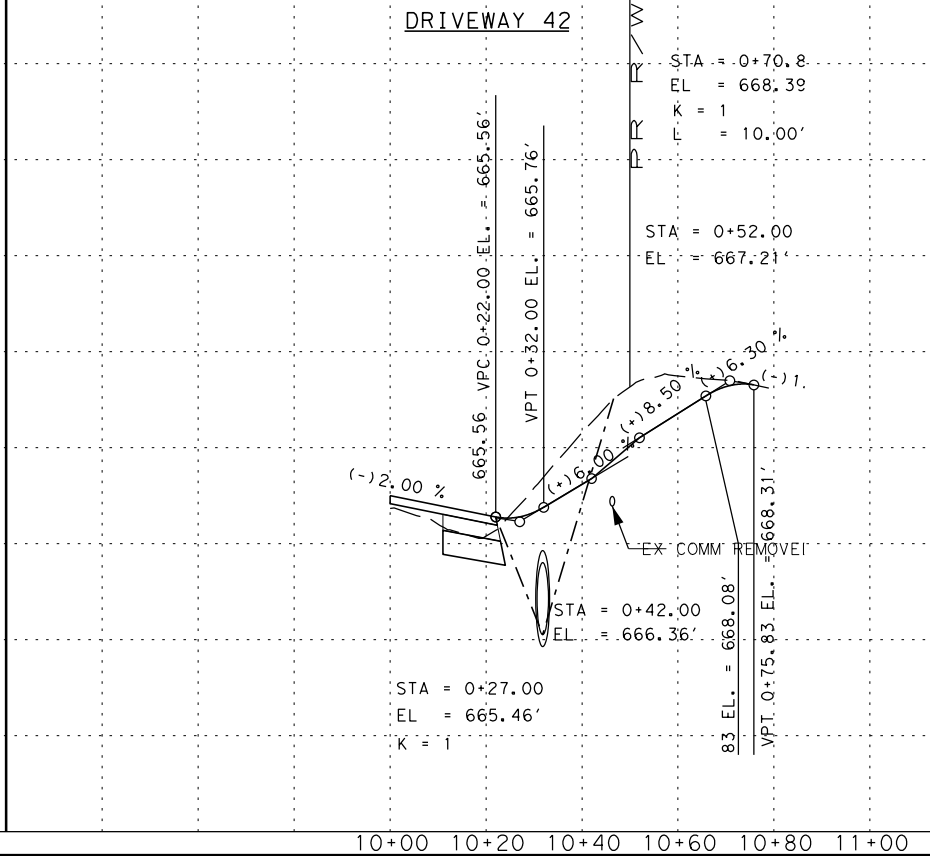 DRIVEWAY 42
PR R/W
STA = 0+70.8
EL = 668.39
K = 1
L = 10.00'
665.56 VPC 0+22.00 EL. = 665.56'
VPT 0+32.00 EL. = 665.76'
STA = 0+52.00
EL = 667.21'
(-)2.00 %
(+)6.00 %
(+)8.50 %
(+)6.30 %
(-)1.
EX COMM REMOVE
STA = 0+42.00
EL = 666.36'
83 EL. = 668.08'
VPT 0+75.83 EL. = 668.31'
STA = 0+27.00
EL = 665.46'
K = 1
10+00 10+20 10+40 10+60 10+80 11+00